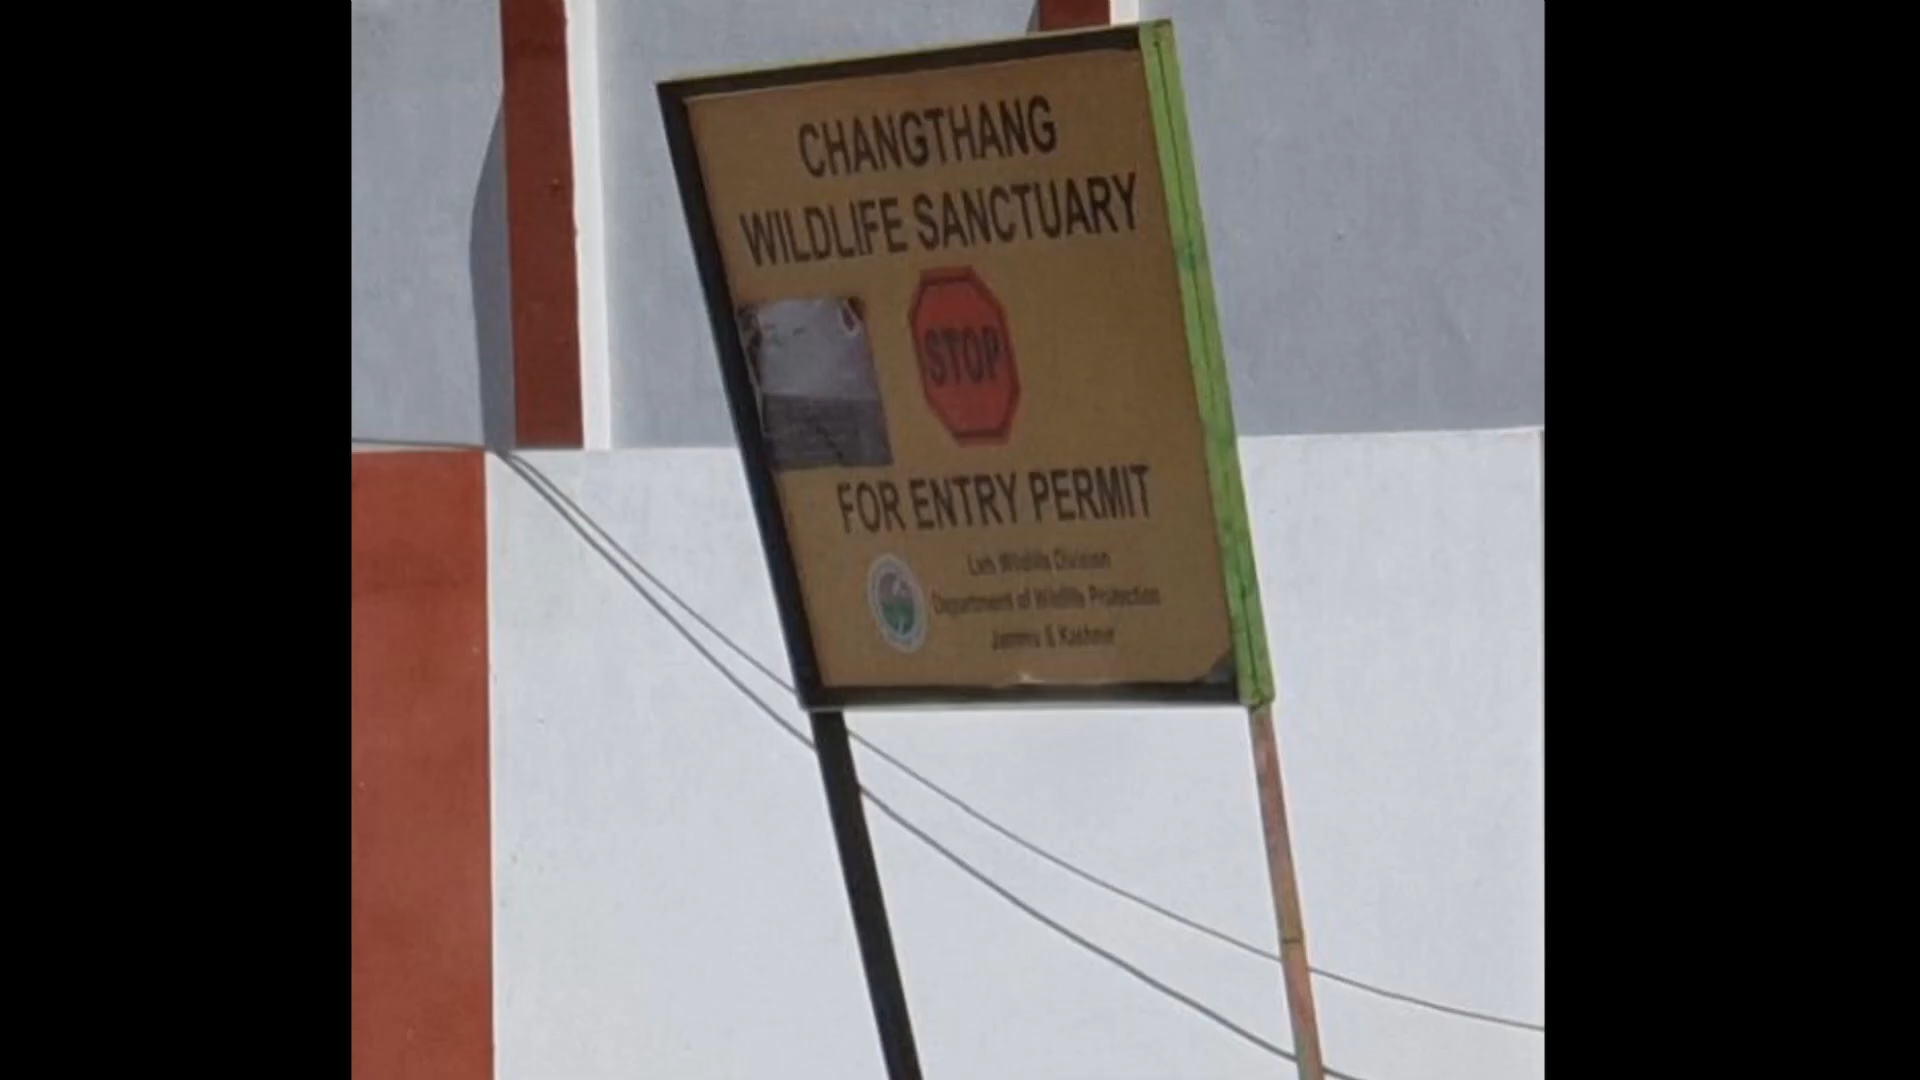 CHANGTHANG
WILDLIFE SANCTUARY
STOP
FOR ENTRY PERMIT
Leh Wildlife Division
Department of Wildlife Protection
Jammu & Kashmir